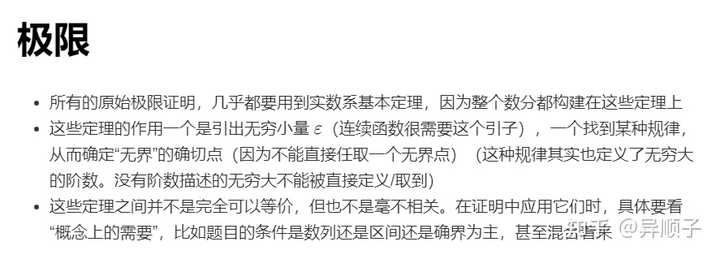 极限
• 所有的原始极限证明，几乎都要用到实数系基本定理，因为整个数分都构建在这些定理上
• 这些定理的作用一个是引出无穷小量 ε（连续函数很需要这个引子），一个找到某种规律，
从而确定“无界”的确切点（因为不能直接任取一个无界点）（这种规律其实也定义了无穷大
的阶数。没有阶数描述的无穷大不能被直接定义/取到）
• 这些定理之间并不是完全可以等价，但也不是毫不相关。在证明中应用它们时，具体要看
“概念上的需要”，比如题目的条件是数列还是区间还是确界为主，甚至混合着来
知乎 @异顺子